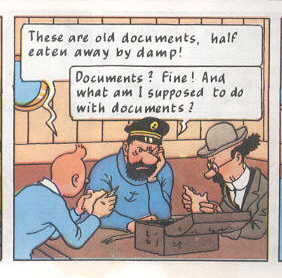 These are old documents, half
eaten away by damp!
Documents? Fine! And
what am I supposed to do
with documents?